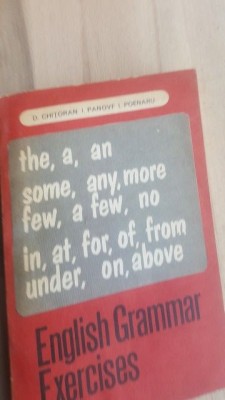 D. CHIȚORAN I. PANOVF I. POENARU
the, a, an
some, any, more
few, a few, no
in, at, for, of, from
under, on, above
English Grammar
Exercises